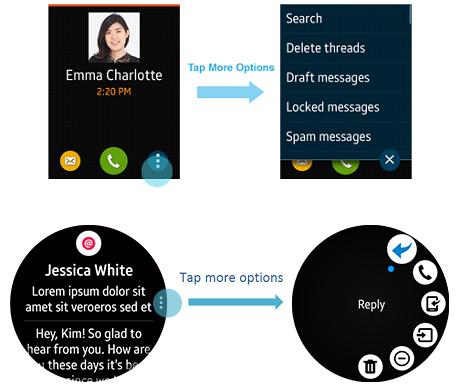 Emma Charlotte
2:20 PM
Tap More Options
Search
Delete threads
Draft messages
Locked messages
Spam messages
@
Jessica White
Lorem ipsum dolor sit
amet sit veroeros sed et
Hey, Kim! So glad to
hear from you. How are
these days it's
since
Tap more options
Reply